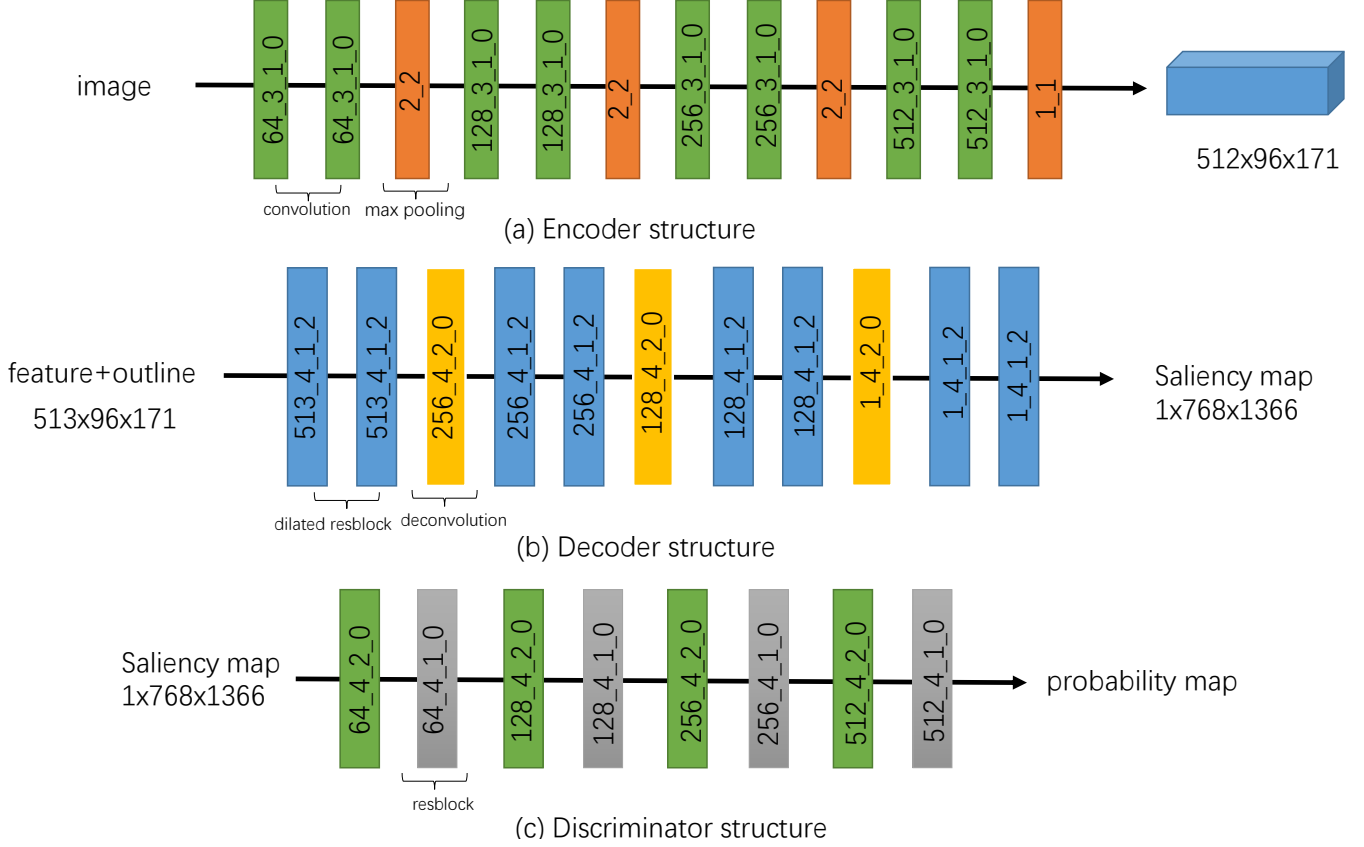 image
64_3_1_0
64_3_1_0
2_2
128_3_1_0
128_3_1_0
2_2
256_3_1_0
256_3_1_0
2_2
512_3_1_0
512_3_1_0
1_1
512x96x171
convolution
max pooling
(a) Encoder structure
feature+outline
513x96x171
513_4_1_2
513_4_1_2
256_4_2_0
256_4_1_2
256_4_1_2
128_4_2_0
128_4_1_2
128_4_1_2
1_4_2_0
1_4_1_2
1_4_1_2
Saliency map
1x768x1366
dilated resblock
deconvolution
(b) Decoder structure
Saliency map
1x768x1366
64_4_2_0
64_4_1_0
128_4_2_0
128_4_1_0
256_4_2_0
256_4_1_0
512_4_2_0
512_4_1_0
probability map
resblock
(c) Discriminator structure